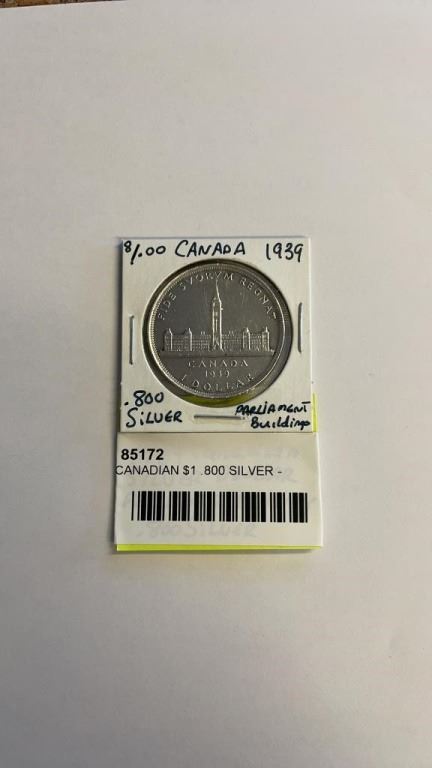 $1.00 CANADA 1939
FIDE SVORVM REGNAT
CANADA
1939
1 DOLLAR
.800
SILVER
PARLIAMENT
Buildings
85172
CANADIAN $1 .800 SILVER -